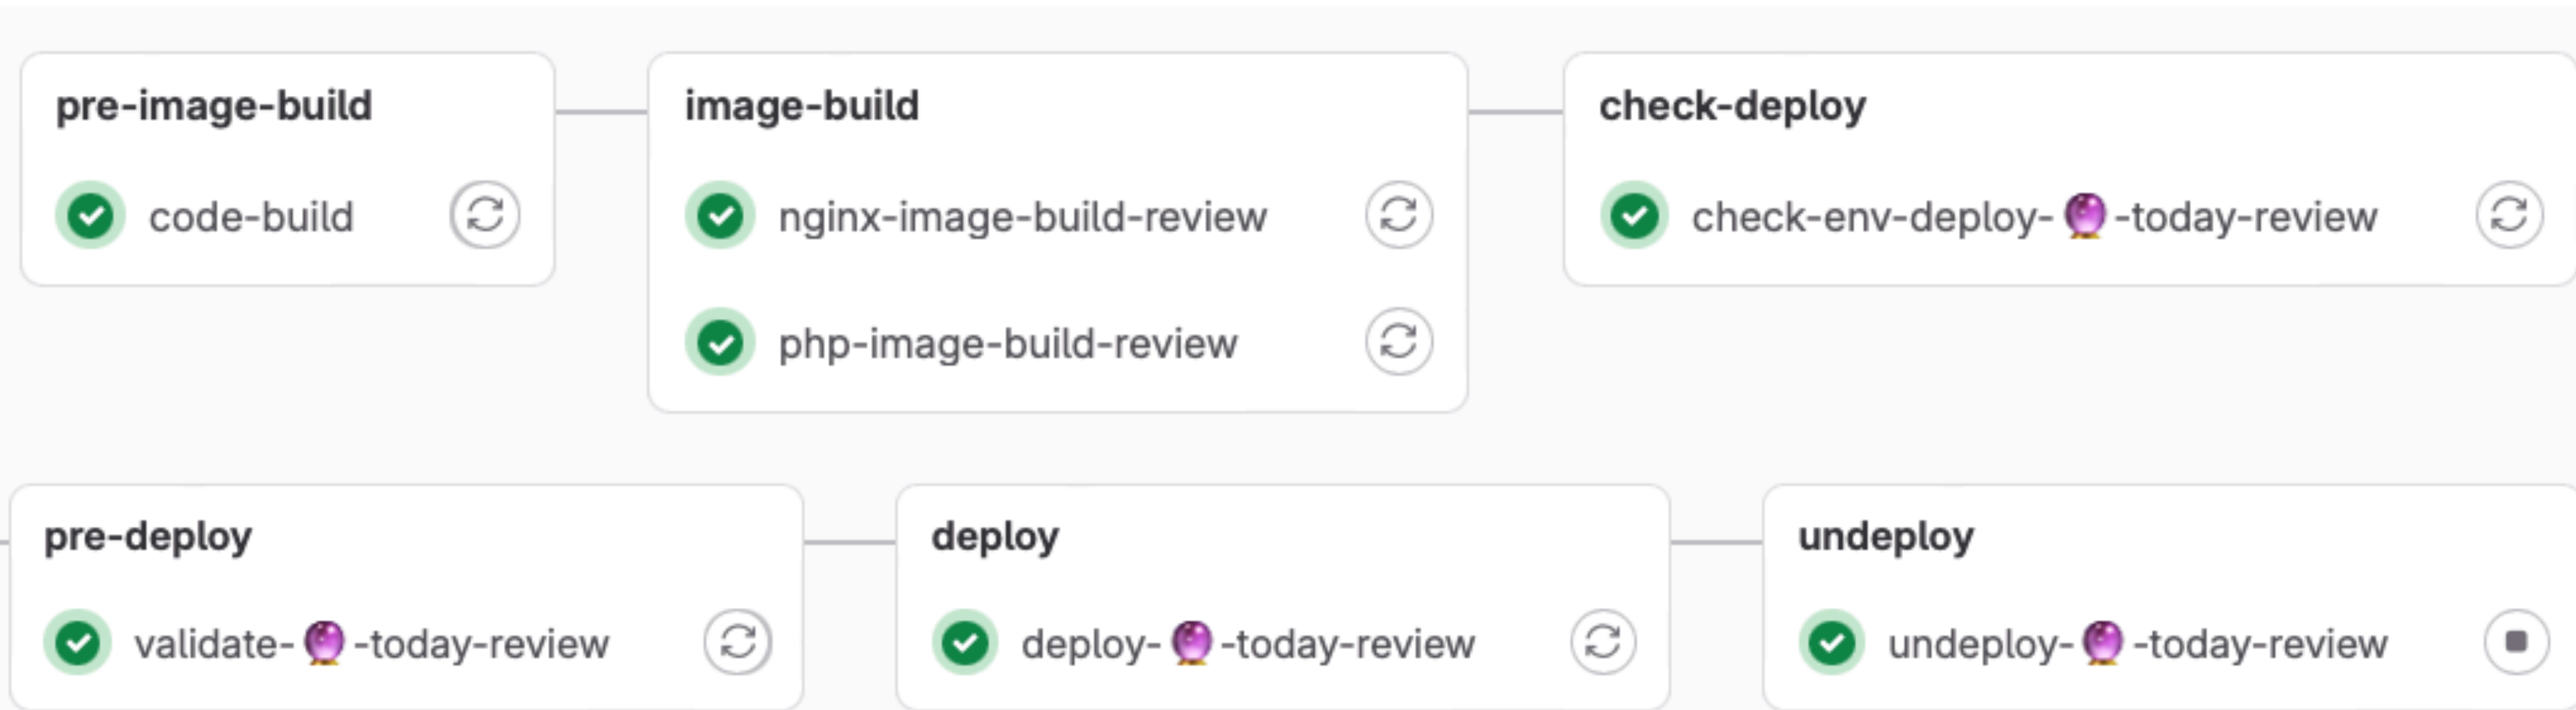 pre-image-build
code-build
image-build
nginx-image-build-review
php-image-build-review
check-deploy
check-env-deploy-🔮-today-review
pre-deploy
validate-🔮-today-review
deploy
deploy-🔮-today-review
undeploy
undeploy-🔮-today-review